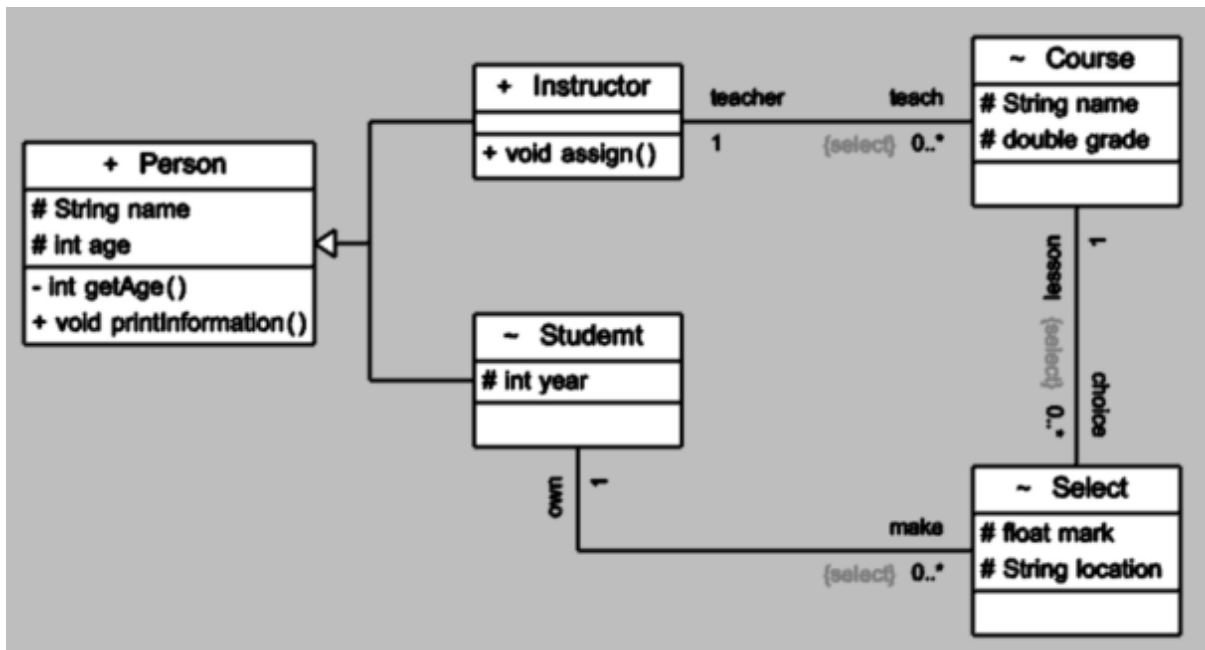 + Person
# String name
# int age
- int getAge()
+ void printInformation()
+ Instructor
+ void assign()
teacher
teach
1
{select} 0..*
~ Course
# String name
# double grade
lesson
1
{select} 0..*
choice
~ Studemt
# int year
own
1
make
{select} 0..*
~ Select
# float mark
# String location